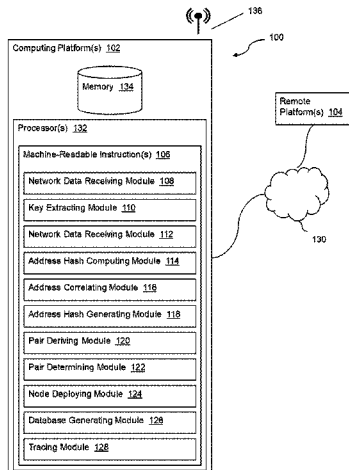 136
Computing Platform(s) 102
100
Memory 134
Remote
Platform(s) 104
Processor(s) 132
Machine-Readable Instruction(s) 106
Network Data Receiving Module 108
Key Extracting Module 110
Network Data Receiving Module 112
Address Hash Computing Module 114
Address Correlating Module 116
Address Hash Generating Module 118
Pair Deriving Module 120
Pair Determining Module 122
Node Deploying Module 124
Database Generating Module 126
Tracing Module 128
130